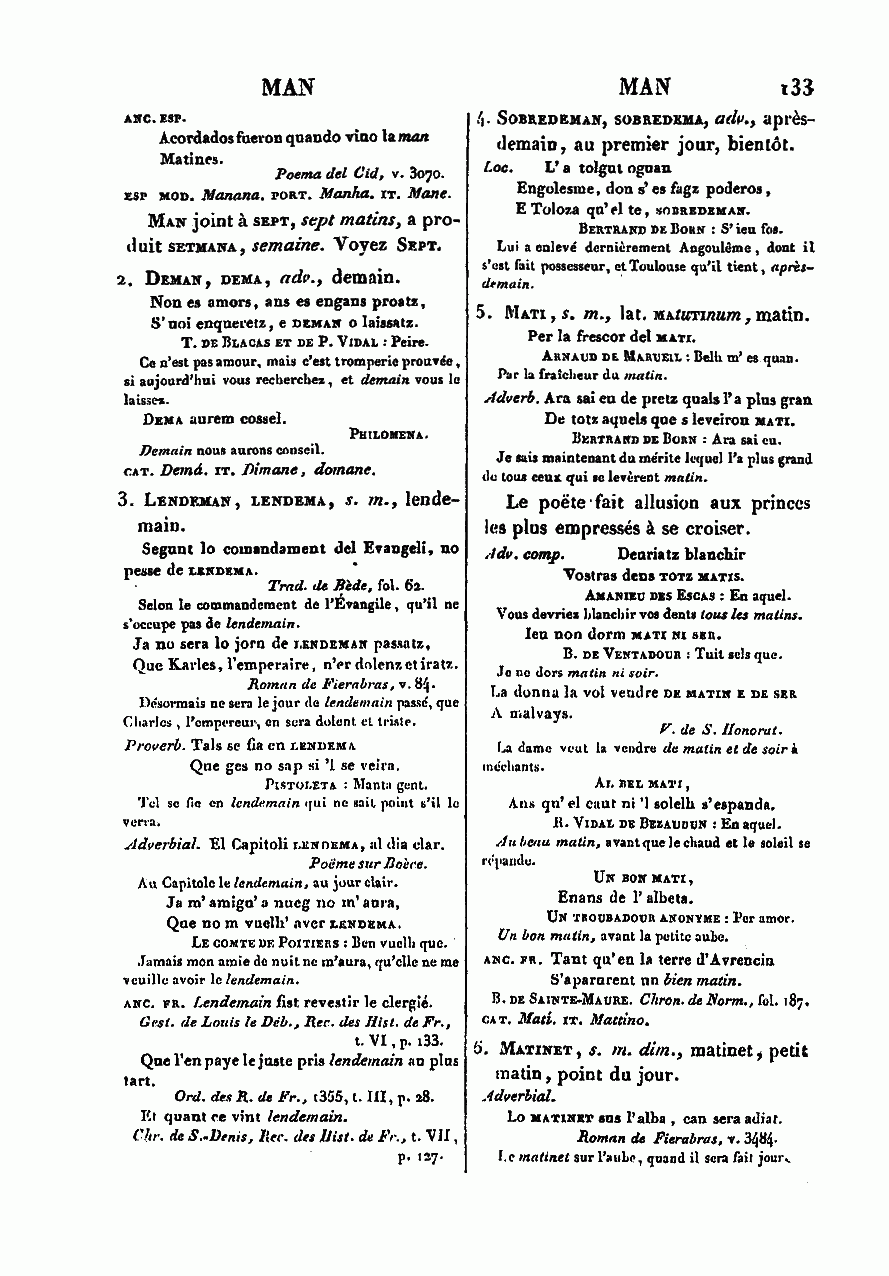 MAN
MAN 133
ANC. ESP.
Acordados fueron quando vino la man
Matines.
Poema del Cid, v. 3070.
ESP MOD. Manana. PORT. Manha. IT. Mane.
MAN joint à SEPT, sept matins, a pro-
duit SETMANA, semaine. Voyez SEPT.
2. DEMAN, DEMA, adv., demain.
Non es amors, ans es engans proatz,
S'uoi enqueretz, e DEMAN o laissatz.
T. DE BLACAS ET DE P. VIDAL : Peire.
Ce n'est pas amour, mais c'est tromperie prouvée,
si aujourd'hui vous recherchez, et demain vous le
laissez.
DEMA aurem cossel.
PHILOMENA.
Demain nous aurons conseil.
CAT. Demá. IT. Dimane, domane.
3. LENDEMAN, LENDEMA, s. m., lende-
main.
Segunt lo comandament del Evangeli, no
pesse de LENDEMA.
Trad. de Bède, fol. 62.
Selon le commandement de l'Évangile, qu'il ne
s'occupe pas de lendemain.
Ja no sera lo jorn de LENDEMAN passatz,
Que Karles, l'emperaire, n'er dolenz et iratz.
Roman de Fierabras, v. 84.
Désormais ne sera le jour de lendemain passé, que
Charles, l'empereur, en sera dolent et triste.
Proverb. Tals se fia en LENDEMA
Que ges no sap si 'l se veira.
PISTOLETA : Manta gent.
Tel se fie en lendemain qui ne sait point s'il le
verra.
Adverbial. El Capitoli LENDEMA, al dia clar.
Poëme sur Boèce.
Au Capitole le lendemain, au jour clair.
Ja m'amigu' a nueg no m'aura,
Que no m vuelh' aver LENDEMA.
LE COMTE DE POITIERS : Ben vuelh que.
Jamais mon amie de nuit ne m'aura, qu'elle ne me
veuille avoir le lendemain.
ANC. FR. Lendemain fist revestir le clergié.
Gest. de Louis le Déb., Rec. des Hist. de Fr.,
t. VI, p. 133.
Que l'en paye le juste pris lendemain au plus
tart.
Ord. des R. de Fr., 1355, t. III, p. 28.
Et quant ce vint lendemain.
Chr. de S.-Denis, Rec. des Hist. de Fr., t. VII,
p. 127.
4. SOBREDEMAN, SOBREDEMA, adv., après-
demain, au premier jour, bientôt.
Loc. L'a tolgut oguan
Engolesme, don s'es fagz poderos,
E Toloza qu'el te, SOBREDEMAN.
BERTRAND DE BORN : S'ieu fos.
Lui a enlevé dernièrement Angoulême, dont il
s'est fait possesseur, et Toulouse qu'il tient, après-
demain.
5. MATI, s. m., lat. MATUTINUM, matin.
Per la frescor del MATI.
ARNAUD DE MARUEIL : Belh m'es quan.
Par la fraîcheur du matin.
Adverb. Ara sai eu de pretz quals l'a plus gran
De totz aquels que s leveiron MATI.
BERTRAND DE BORN : Ara sai eu.
Je sais maintenant du mérite lequel l'a plus grand
de tous ceux qui se levèrent matin.
Le poëte fait allusion aux princes
les plus empressés à se croiser.
Adv. comp. Deuriatz blanchir
Vostras dens TOTZ MATIS.
AMANIEU DES ESCAS : En aquel.
Vous devriez blanchir vos dents tous les matins.
Ieu non dorm MATI NI SER.
B. DE VENTADOUR : Tuit sels que.
Je ne dors matin ni soir.
La donna la vol vendre DE MATIN E DE SER
A malvays.
V. de S. Honorat.
La dame veut la vendre de matin et de soir à
méchants.
AL BEL MATI,
Ans qu'el caut ni 'l solelh s'espanda.
R. VIDAL DE BEZAUDUN : En aquel.
Au beau matin, avant que le chaud et le soleil se
répande.
UN BON MATI,
Enans de l'albeta.
UN TROUBADOUR ANONYME : Per amor.
Un bon matin, avant la petite aube.
ANC. FR. Tant qu'en la terre d'Avrencin
S'aparurent un bien matin.
B. DE SAINTE-MAURE. Chron. de Norm., fol. 187.
CAT. Mati. IT. Mattino.
6. MATINET, s. m. dim., matinet, petit
matin, point du jour.
Adverbial.
Lo MATINET sus l'alba, can sera adiat.
Roman de Fierabras, v. 3484.
Le matinet sur l'aube, quand il sera fait jour.